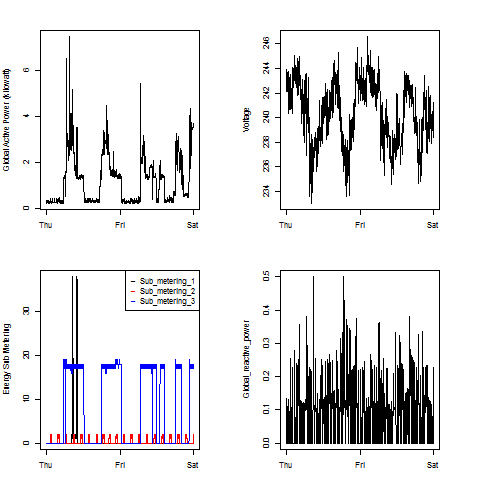 Global Active Power (kilowatt)
0 2 4 6
Thu Fri Sat
Voltage
234 236 238 240 242 244 246
Thu Fri Sat
Energy Sub Metering
0 10 20 30
Sub_metering_1
Sub_metering_2
Sub_metering_3
Thu Fri Sat
Global_reactive_power
0.0 0.1 0.2 0.3 0.4 0.5
Thu Fri Sat